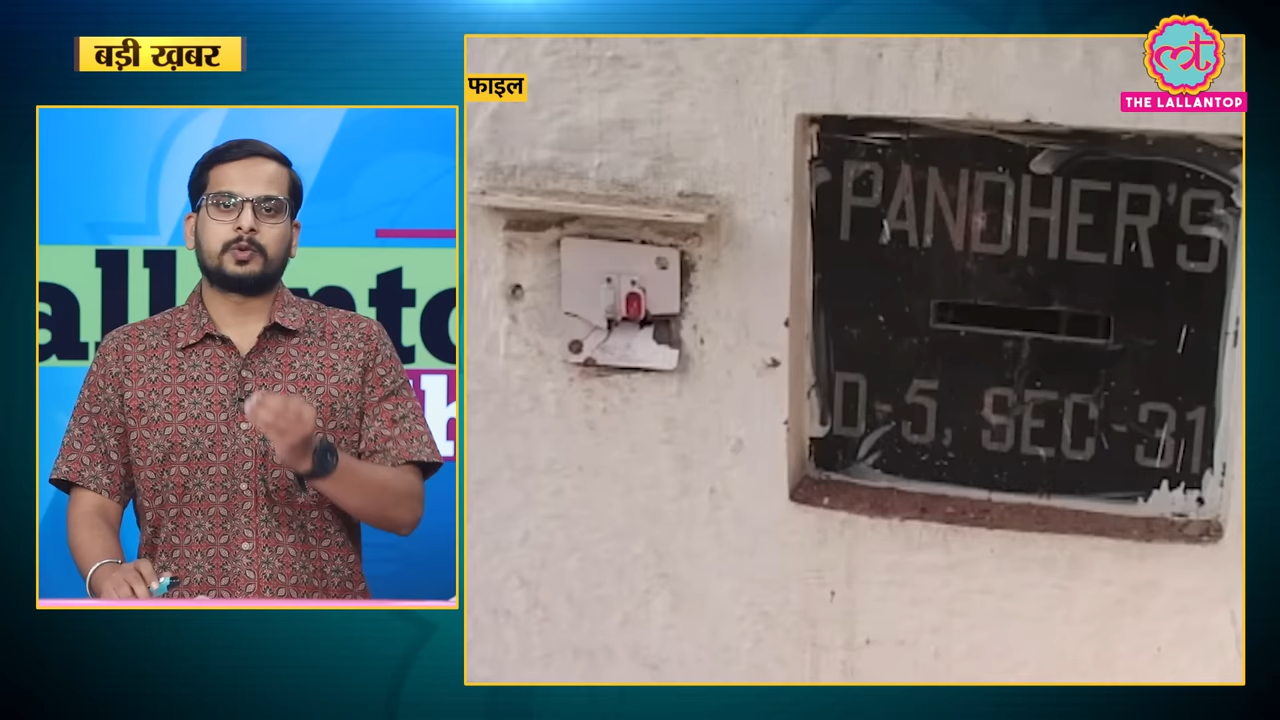 बड़ी ख़बर
फाइल
THE LALLANTOP
PANDHER'S
D-5, SEC-31